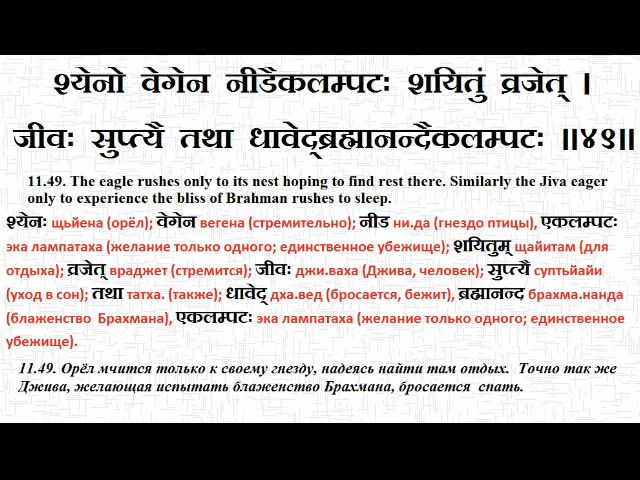 श्येनो वेगेन नीडैकलम्पटः शयितुं व्रजेत् ।
जीवः सुप्त्यै तथा धावेद्ब्रह्मानन्दैकलम्पटः ॥४९॥
11.49. The eagle rushes only to its nest hoping to find rest there. Similarly the Jiva eager
only to experience the bliss of Brahman rushes to sleep.
श्येनः щьйена (орёл); वेगेन вегена (стремительно); नीड ни.да (гнездо птицы), एकलम्पटः
эка лампатаха (желание только одного; единственное убежище); शयितुम् щайитам (для
отдыха); व्रजेत् враджет (стремится); जीवः джи.ваха (Джива, человек); सुप्त्यै суптьйайи
(уход в сон); तथा татха. (также); धावेद् дха.вед (бросается, бежит), ब्रह्मानन्द брахма.нанда
(блаженство Брахмана), एकलम्पटः эка лампатаха (желание только одного; единственное
убежище).
11.49. Орёл мчится только к своему гнезду, надеясь найти там отдых. Точно так же
Джива, желающая испытать блаженство Брахмана, бросается спать.